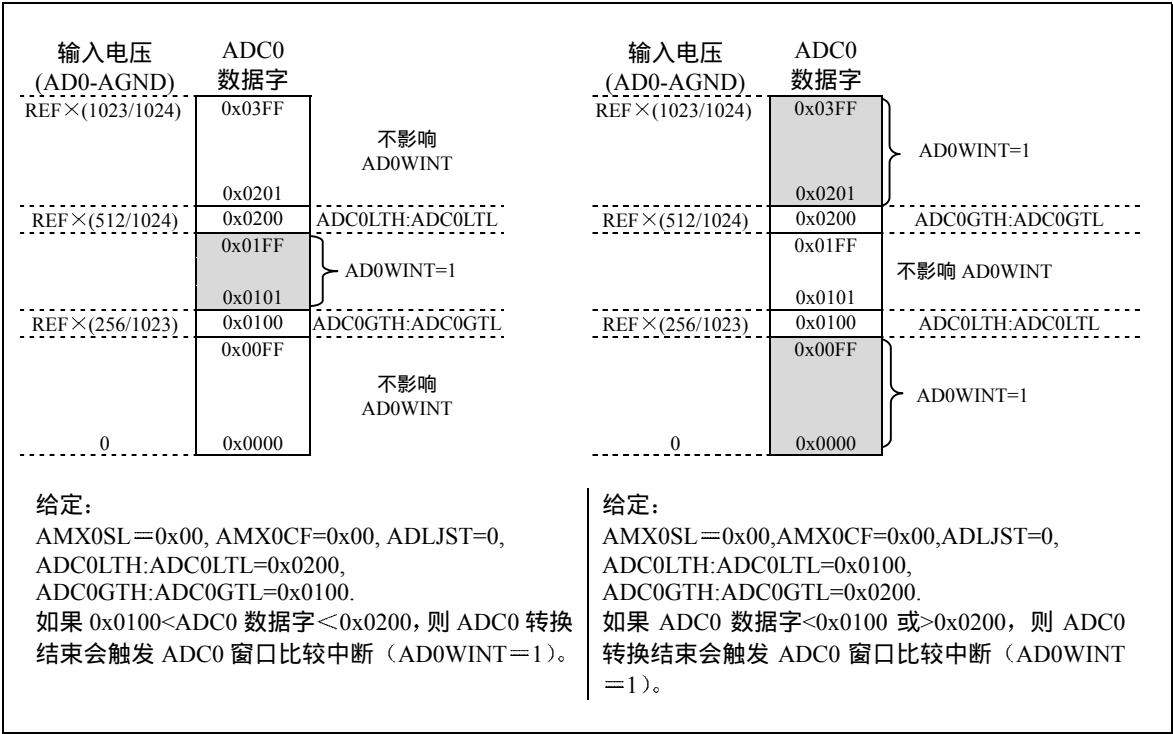 输入电压
(AD0-AGND)
ADC0
数据字
REF×(1023/1024)
0x03FF
不影响
AD0WINT
0x0201
REF×(512/1024)
0x0200
ADC0LTH:ADC0LTL
0x01FF
AD0WINT=1
0x0101
REF×(256/1023)
0x0100
ADC0GTH:ADC0GTL
0x00FF
不影响
AD0WINT
0
0x0000
给定：
AMX0SL＝0x00, AMX0CF=0x00, ADLJST=0,
ADC0LTH:ADC0LTL=0x0200,
ADC0GTH:ADC0GTL=0x0100.
如果 0x0100<ADC0 数据字＜0x0200，则 ADC0 转换
结束会触发 ADC0 窗口比较中断（AD0WINT＝1）。
输入电压
(AD0-AGND)
ADC0
数据字
REF×(1023/1024)
0x03FF
AD0WINT=1
0x0201
REF×(512/1024)
0x0200
ADC0GTH:ADC0GTL
0x01FF
不影响 AD0WINT
0x0101
REF×(256/1023)
0x0100
ADC0LTH:ADC0LTL
0x00FF
AD0WINT=1
0
0x0000
给定：
AMX0SL＝0x00,AMX0CF=0x00,ADLJST=0,
ADC0LTH:ADC0LTL=0x0100,
ADC0GTH:ADC0GTL=0x0200.
如果 ADC0 数据字<0x0100 或>0x0200，则 ADC0
转换结束会触发 ADC0 窗口比较中断（AD0WINT
＝1）。